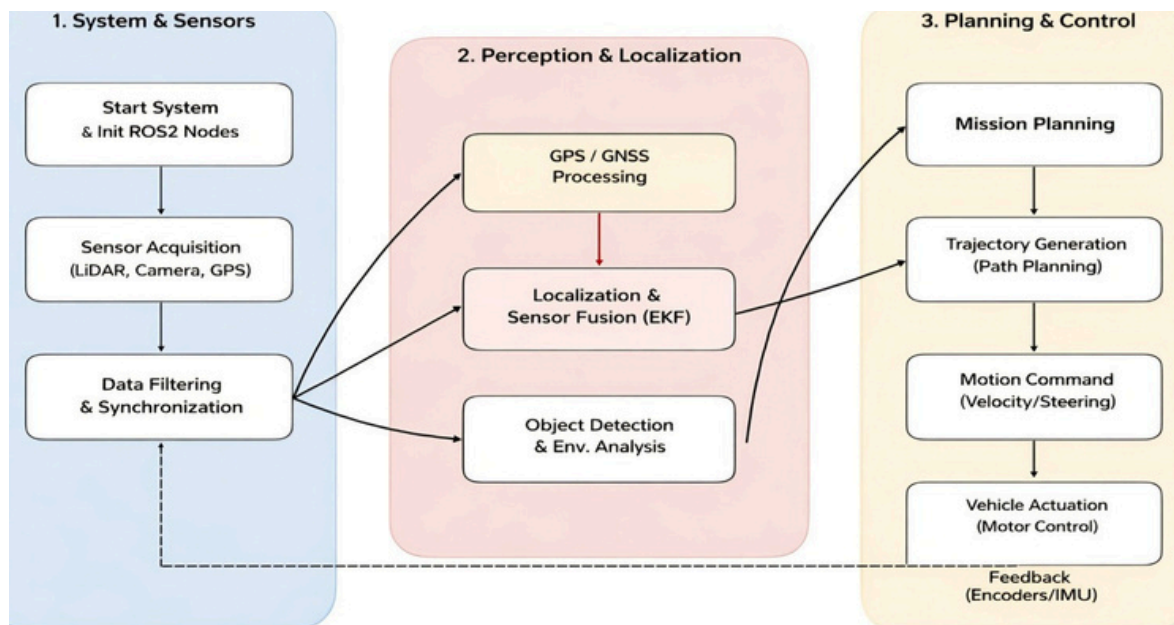 1. System & Sensors
Start System
& Init ROS2 Nodes
Sensor Acquisition
(LiDAR, Camera, GPS)
Data Filtering
& Synchronization
2. Perception & Localization
GPS / GNSS
Processing
Localization &
Sensor Fusion (EKF)
Object Detection
& Env. Analysis
3. Planning & Control
Mission Planning
Trajectory Generation
(Path Planning)
Motion Command
(Velocity/Steering)
Vehicle Actuation
(Motor Control)
Feedback
(Encoders/IMU)